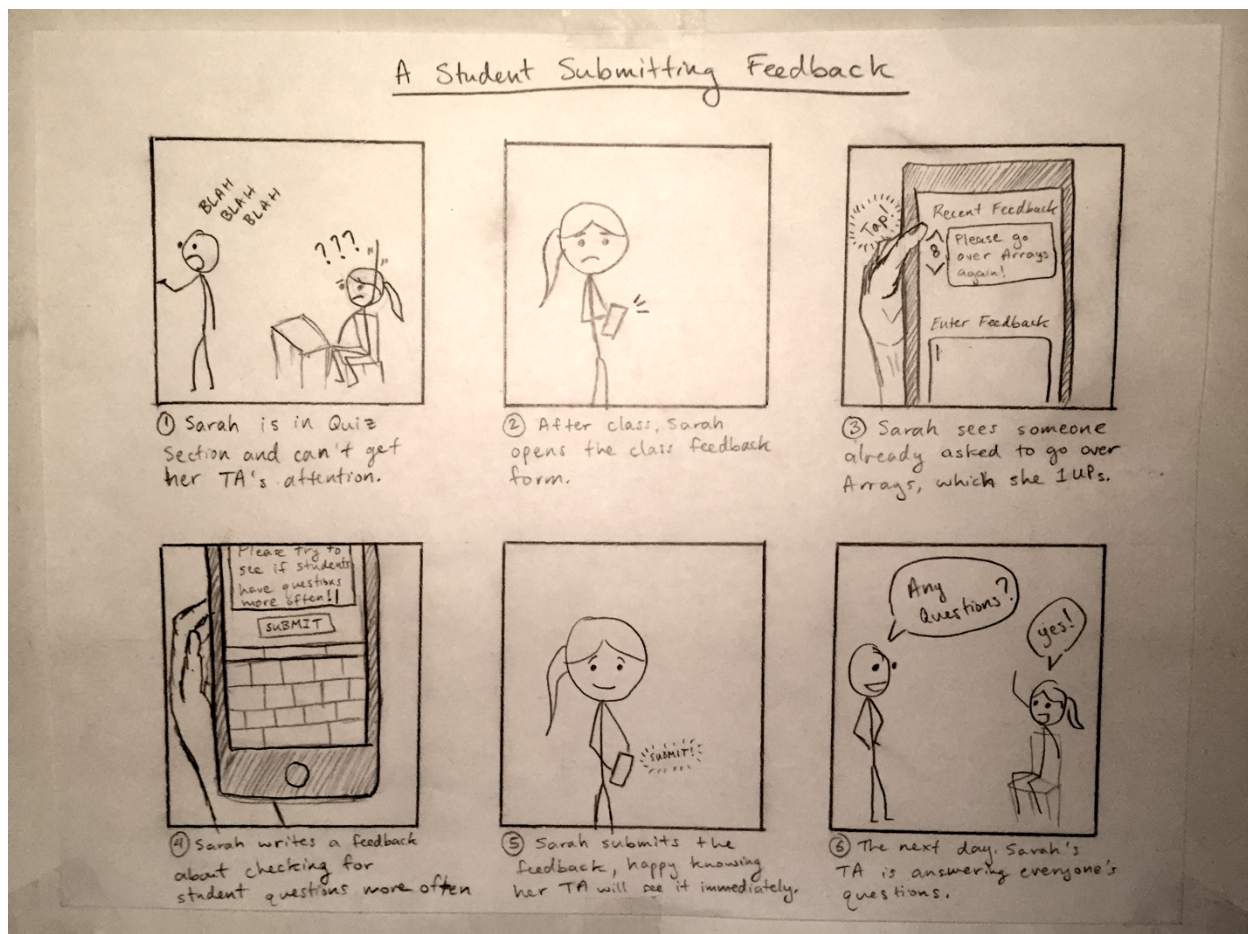 A Student Submitting Feedback
BLAH
BLAH
BLAH
???
① Sarah is in Quiz
Section and can't get
her TA's attention.
② After class, Sarah
opens the class feedback
form.
Tap!
Recent Feedback
8
Please go
over Arrays
again!
Enter Feedback
③ Sarah sees someone
already asked to go over
Arrays, which she 1UPs.
Please try to
see if students
have questions
more often!!
SUBMIT
④ Sarah writes a feedback
about checking for
student questions more often
SUBMIT!
⑤ Sarah submits the
feedback, happy knowing
her TA will see it immediately.
Any
Questions?
yes!
⑥ The next day, Sarah's
TA is answering everyone's
questions.